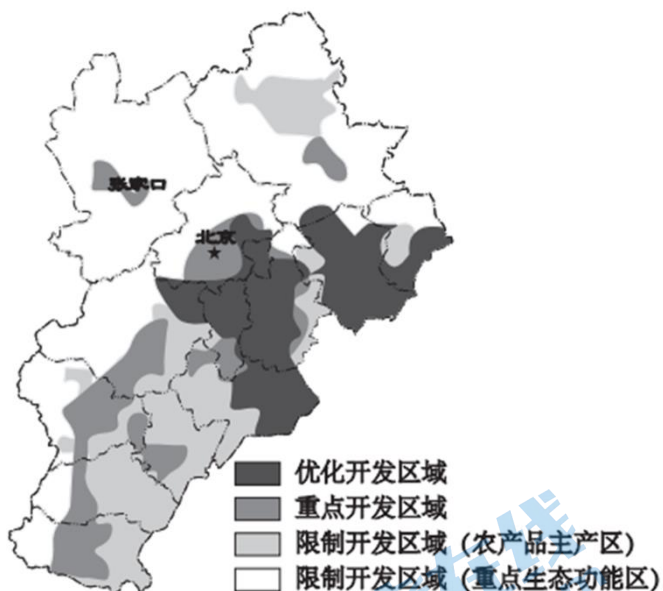 张家口
北京
优化开发区域
重点开发区域
限制开发区域（农产品主产区）
限制开发区域（重点生态功能区）
在线